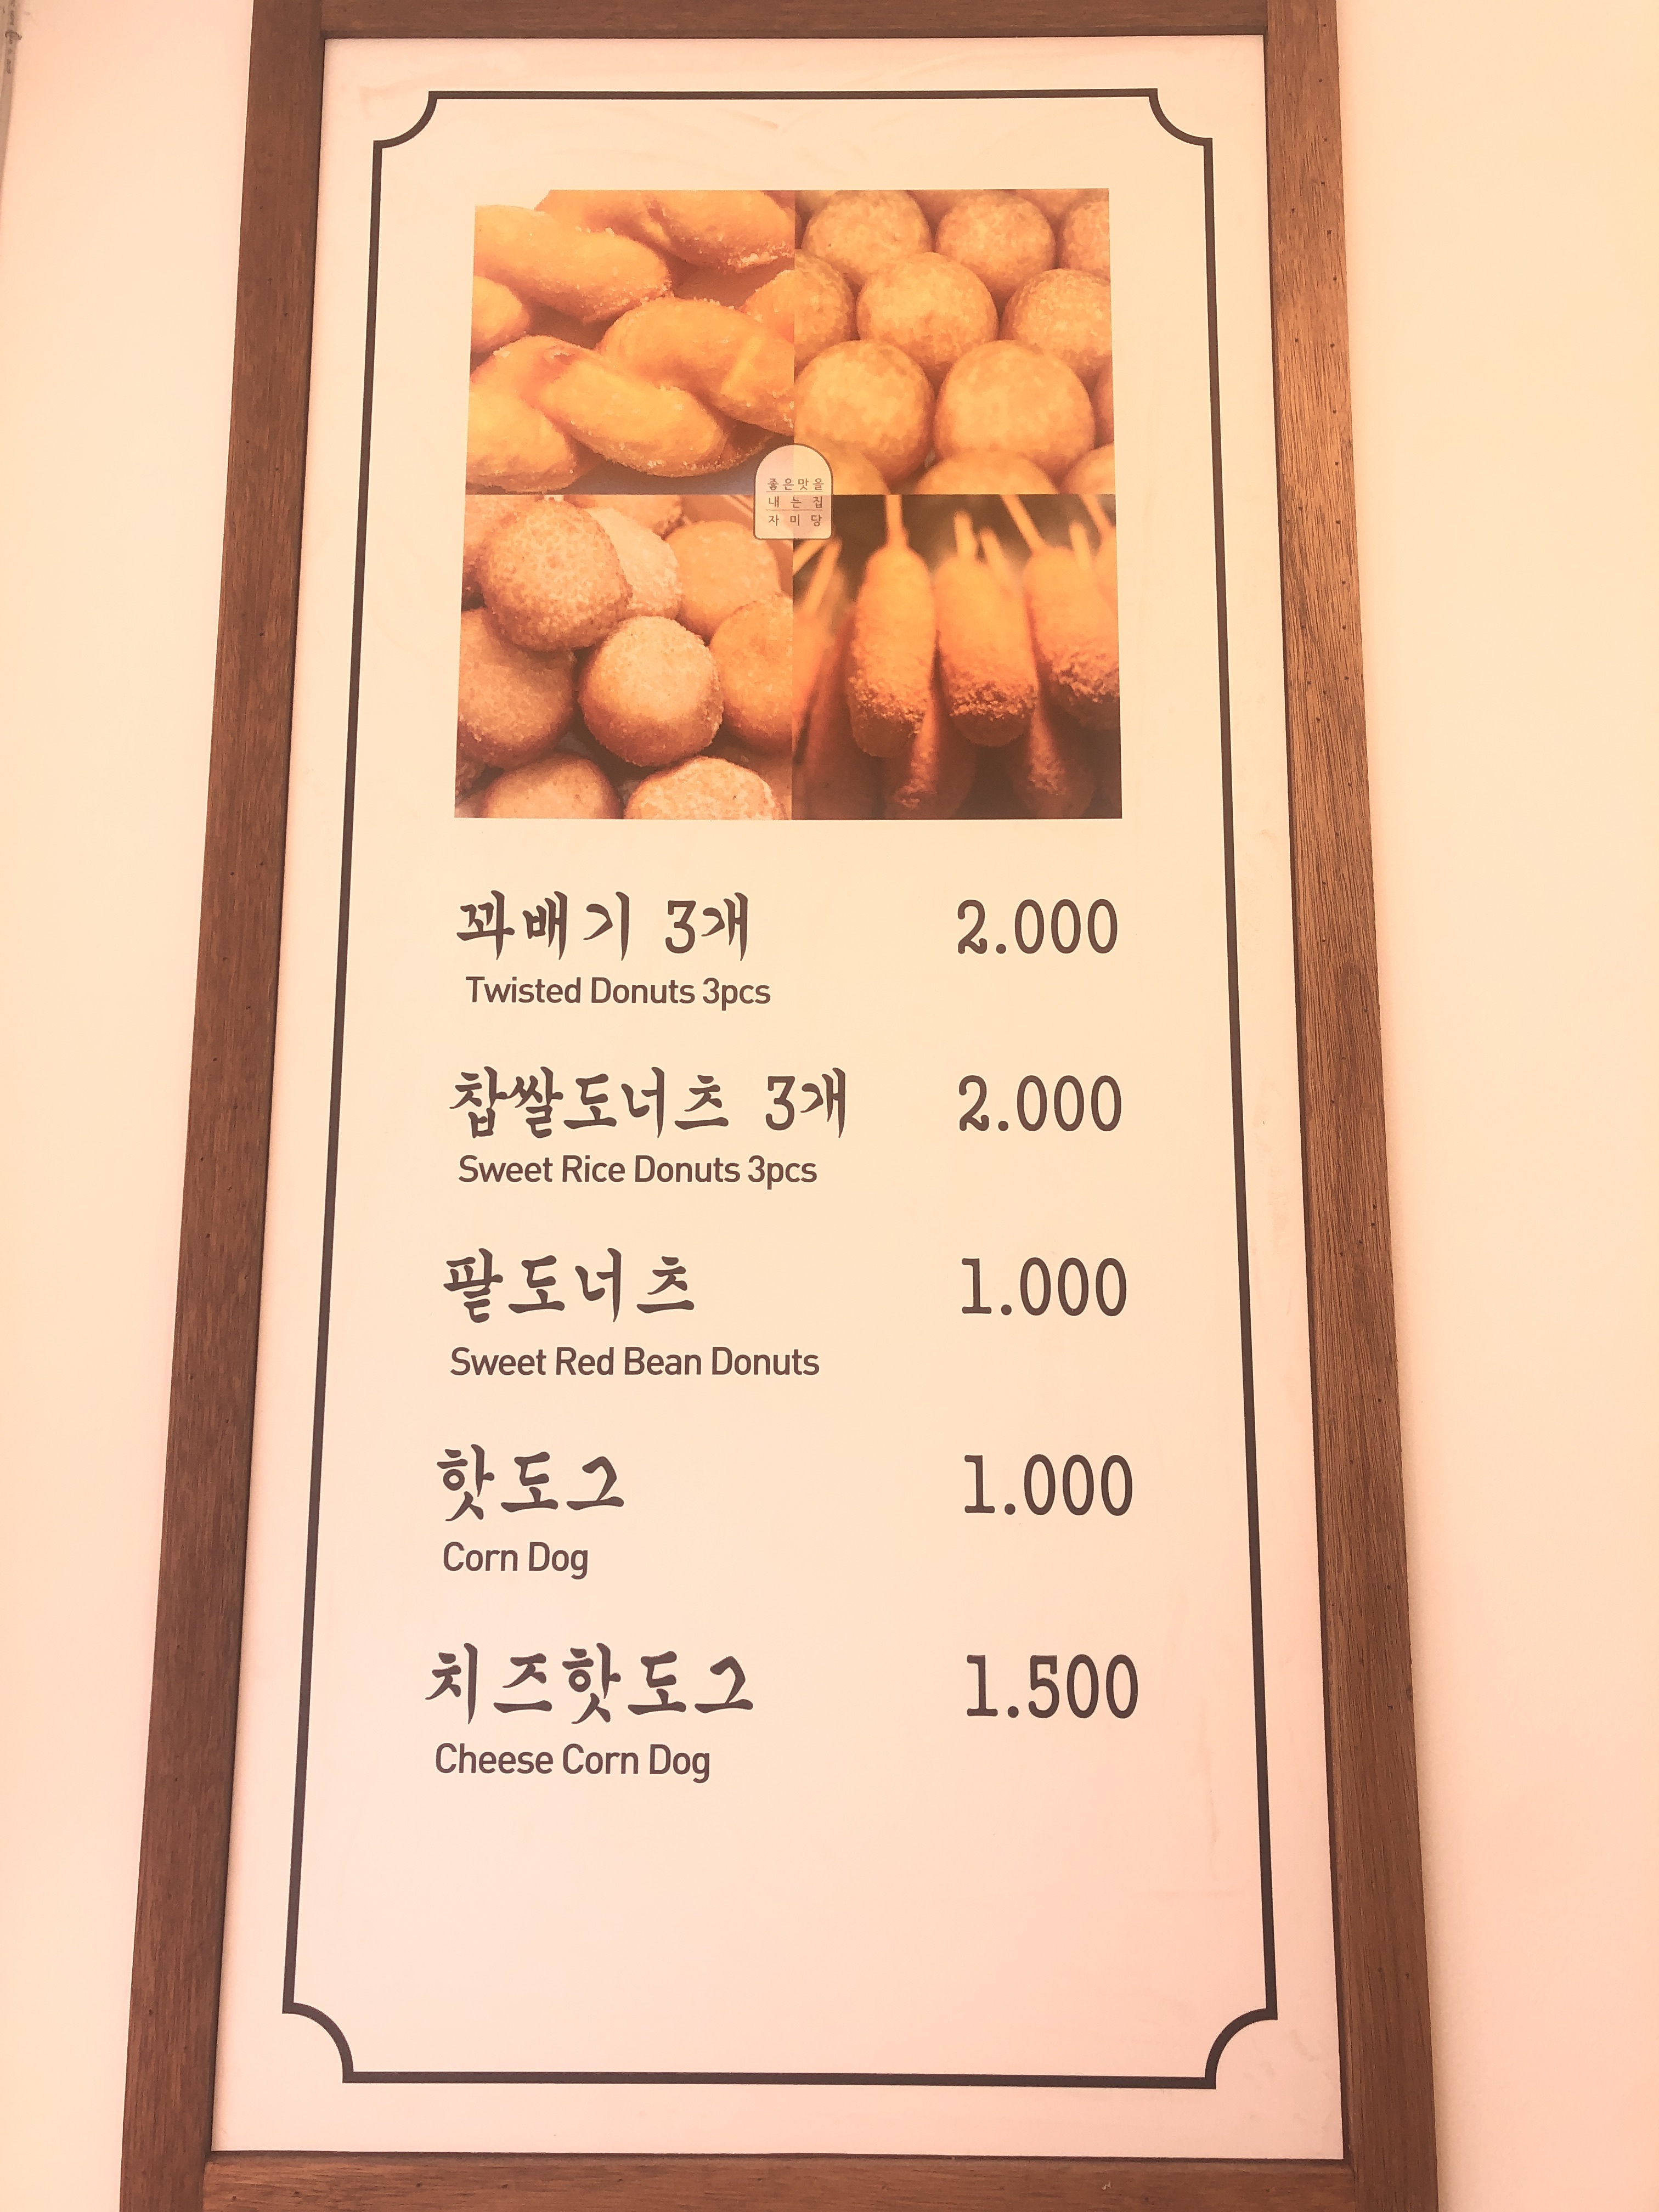 좋은맛을
내는집
자미당
꽈배기 3개 2.000
Twisted Donuts 3pcs
찹쌀도너츠 3개 2.000
Sweet Rice Donuts 3pcs
팥도너츠 1.000
Sweet Red Bean Donuts
핫도그 1.000
Corn Dog
치즈핫도그 1.500
Cheese Corn Dog